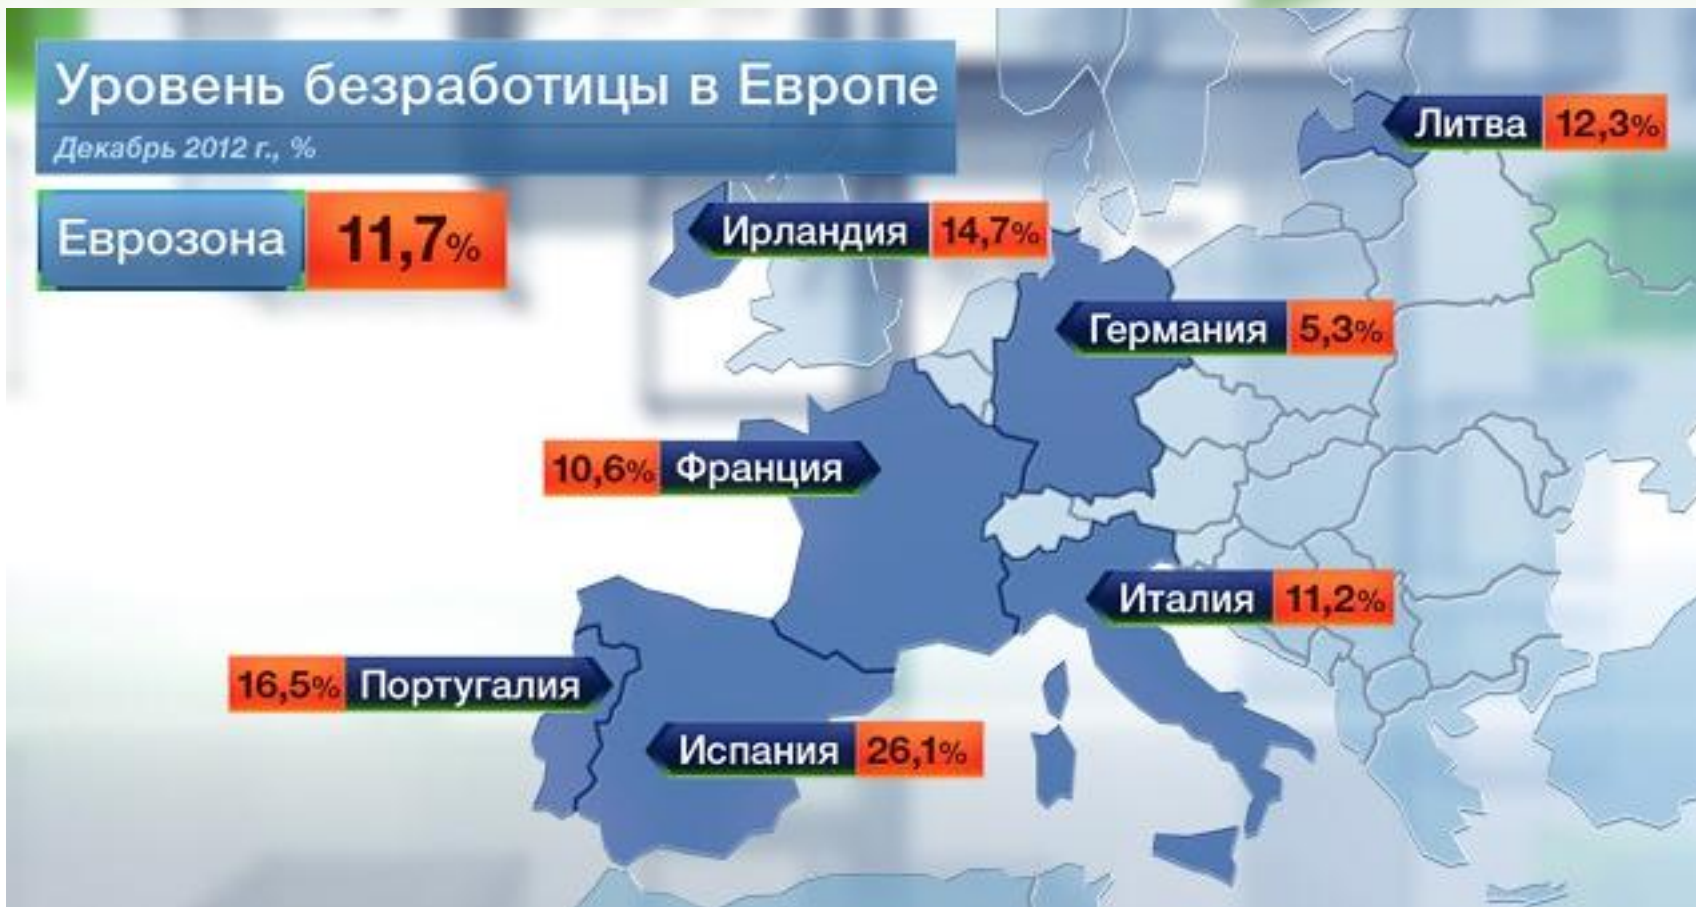 Уровень безработицы в Европе
Декабрь 2012 г., %
Еврозона 11,7%
Литва 12,3%
Ирландия 14,7%
Германия 5,3%
10,6% Франция
Италия 11,2%
16,5% Португалия
Испания 26,1%